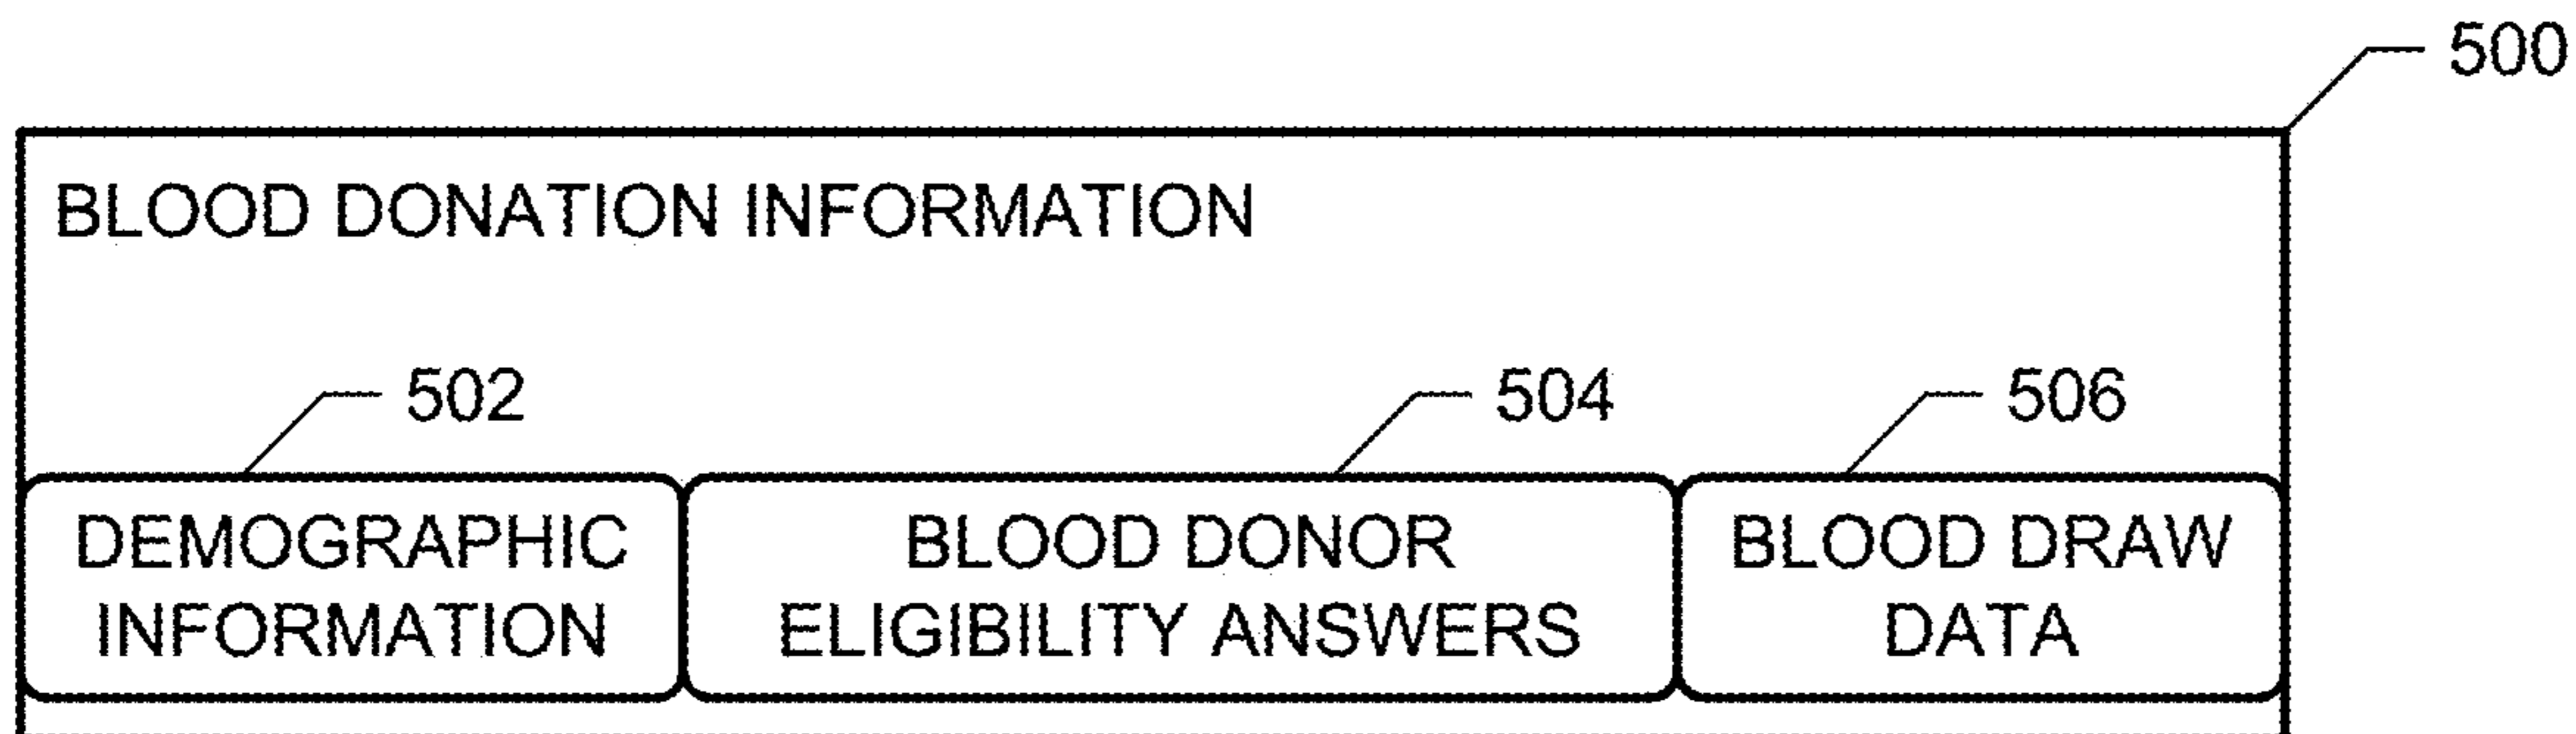 500
BLOOD DONATION INFORMATION
502
504
506
DEMOGRAPHIC
INFORMATION
BLOOD DONOR
ELIGIBILITY ANSWERS
BLOOD DRAW
DATA